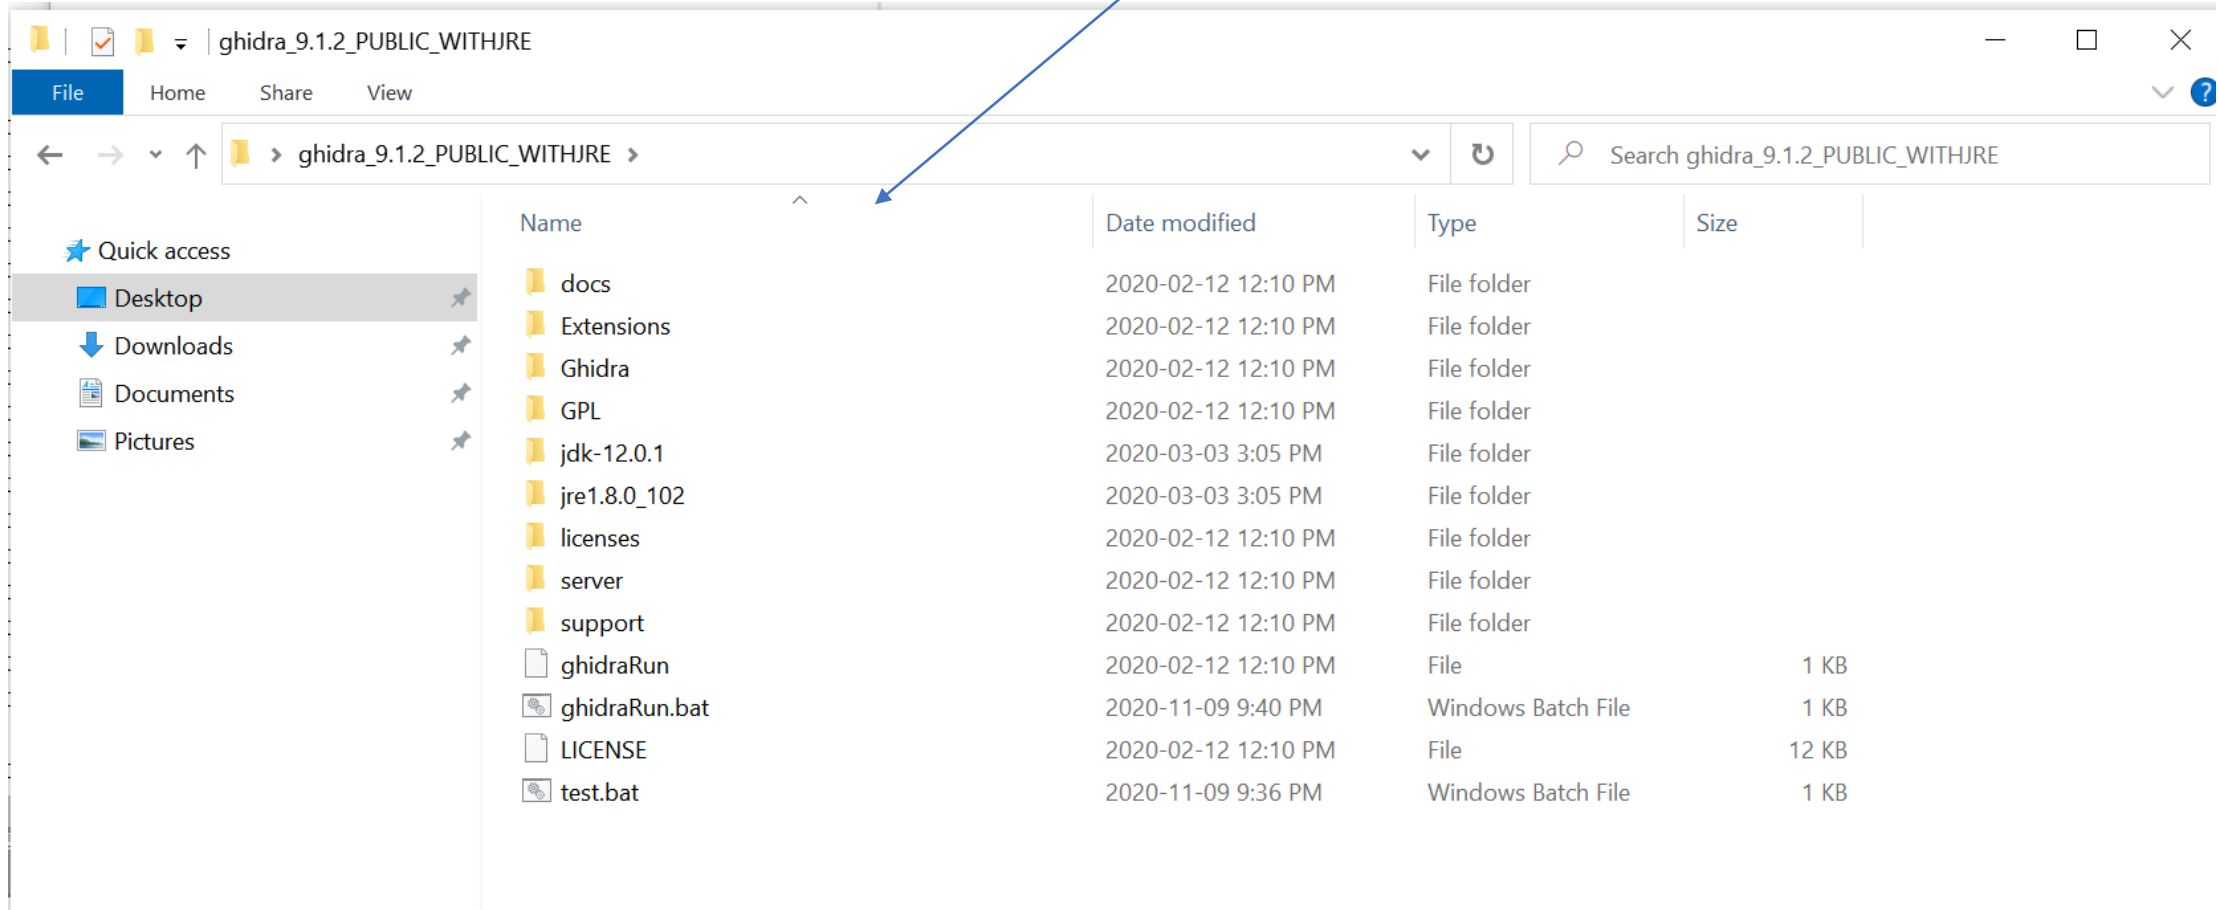 ghidra_9.1.2_PUBLIC_WITHJRE
File Home Share View ?
ghidra_9.1.2_PUBLIC_WITHJRE
Search ghidra_9.1.2_PUBLIC_WITHJRE
Quick access
Desktop
Downloads
Documents
Pictures
Name Date modified Type Size
docs 2020-02-12 12:10 PM File folder
Extensions 2020-02-12 12:10 PM File folder
Ghidra 2020-02-12 12:10 PM File folder
GPL 2020-02-12 12:10 PM File folder
jdk-12.0.1 2020-03-03 3:05 PM File folder
jre1.8.0_102 2020-03-03 3:05 PM File folder
licenses 2020-02-12 12:10 PM File folder
server 2020-02-12 12:10 PM File folder
support 2020-02-12 12:10 PM File folder
ghidraRun 2020-02-12 12:10 PM File 1 KB
ghidraRun.bat 2020-11-09 9:40 PM Windows Batch File 1 KB
LICENSE 2020-02-12 12:10 PM File 12 KB
test.bat 2020-11-09 9:36 PM Windows Batch File 1 KB